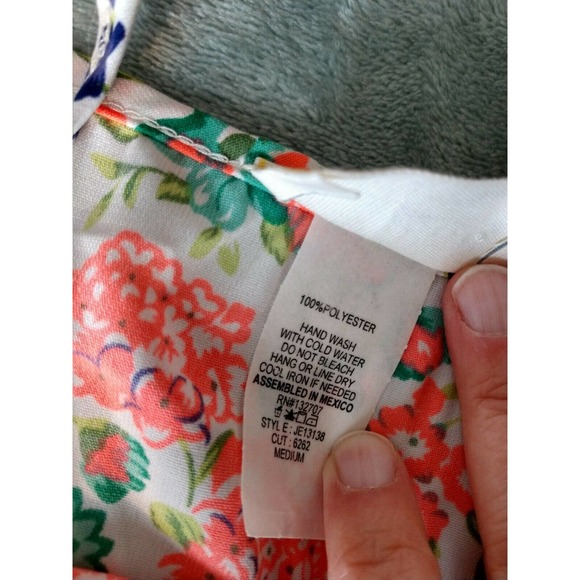 100%POLYESTER
HAND WASH
WITH COLD WATER
DO NOT BLEACH
HANG OR LINE DRY
COOL IRON IF NEEDED
ASSEMBLED IN MEXICO
RN#132707
STYLE: JE13138
CUT: 6262
MEDIUM